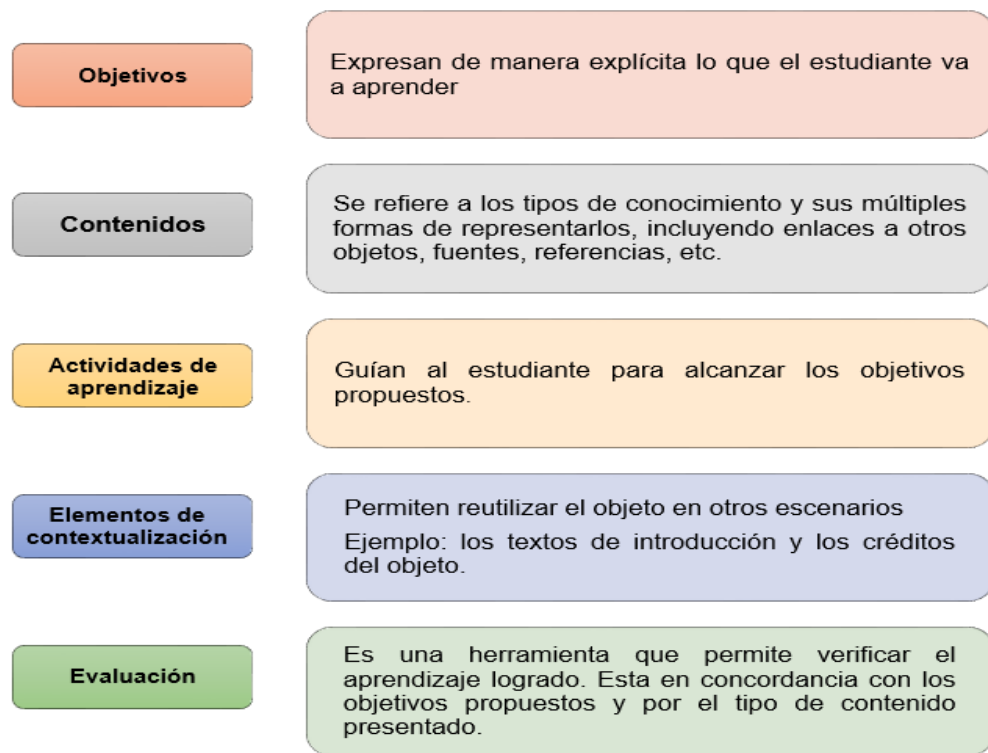 Objetivos
Expresan de manera explícita lo que el estudiante va
a aprender
Contenidos
Se refiere a los tipos de conocimiento y sus múltiples
formas de representarlos, incluyendo enlaces a otros
objetos, fuentes, referencias, etc.
Actividades de
aprendizaje
Guían al estudiante para alcanzar los objetivos
propuestos.
Elementos de
contextualización
Permiten reutilizar el objeto en otros escenarios
Ejemplo: los textos de introducción y los créditos
del objeto.
Evaluación
Es una herramienta que permite verificar el
aprendizaje logrado. Esta en concordancia con los
objetivos propuestos y por el tipo de contenido
presentado.